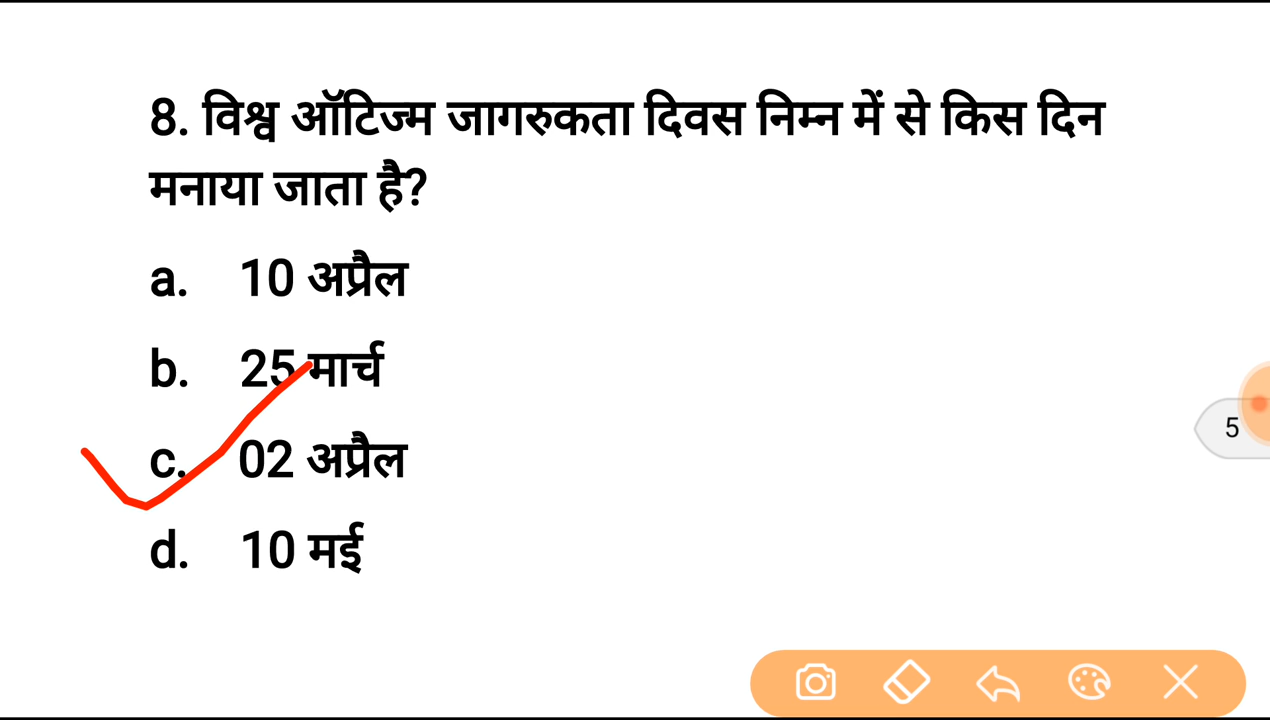 8. विश्व ऑटिज्म जागरुकता दिवस निम्न में से किस दिन
मनाया जाता है?
a. 10 अप्रैल
b. 25 मार्च
c. 02 अप्रैल
d. 10 मई
5